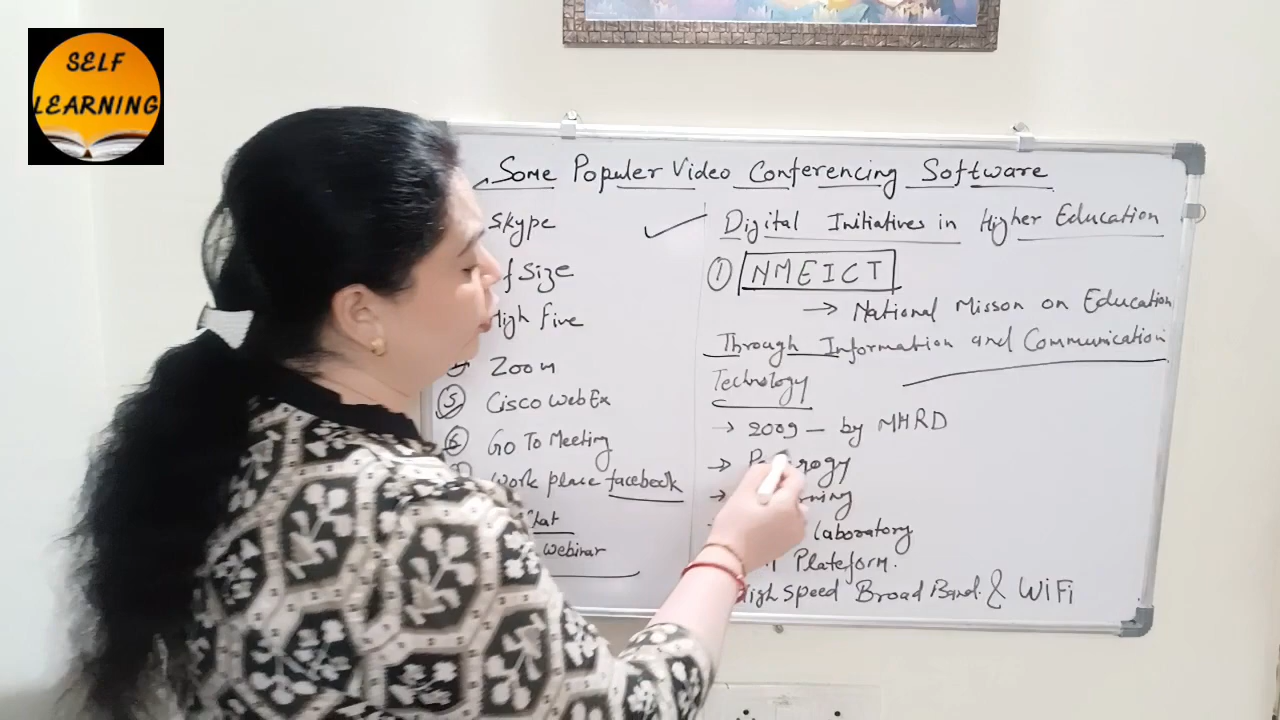 SELF
LEARNING
Some Populer Video Conferencing Software
Skype
Size
High Five
Zoom
5 Cisco WebEx
6 Go To Meeting
Work place facebook
Chat
webinar
Digital Initiatives in Higher Education
1 NMEICT
→ National Misson on Education
Through Information and Communication
Technology
→ 2009 – by MHRD
→
→
laboratory
Plateform.
High Speed Broad Band. & WiFi